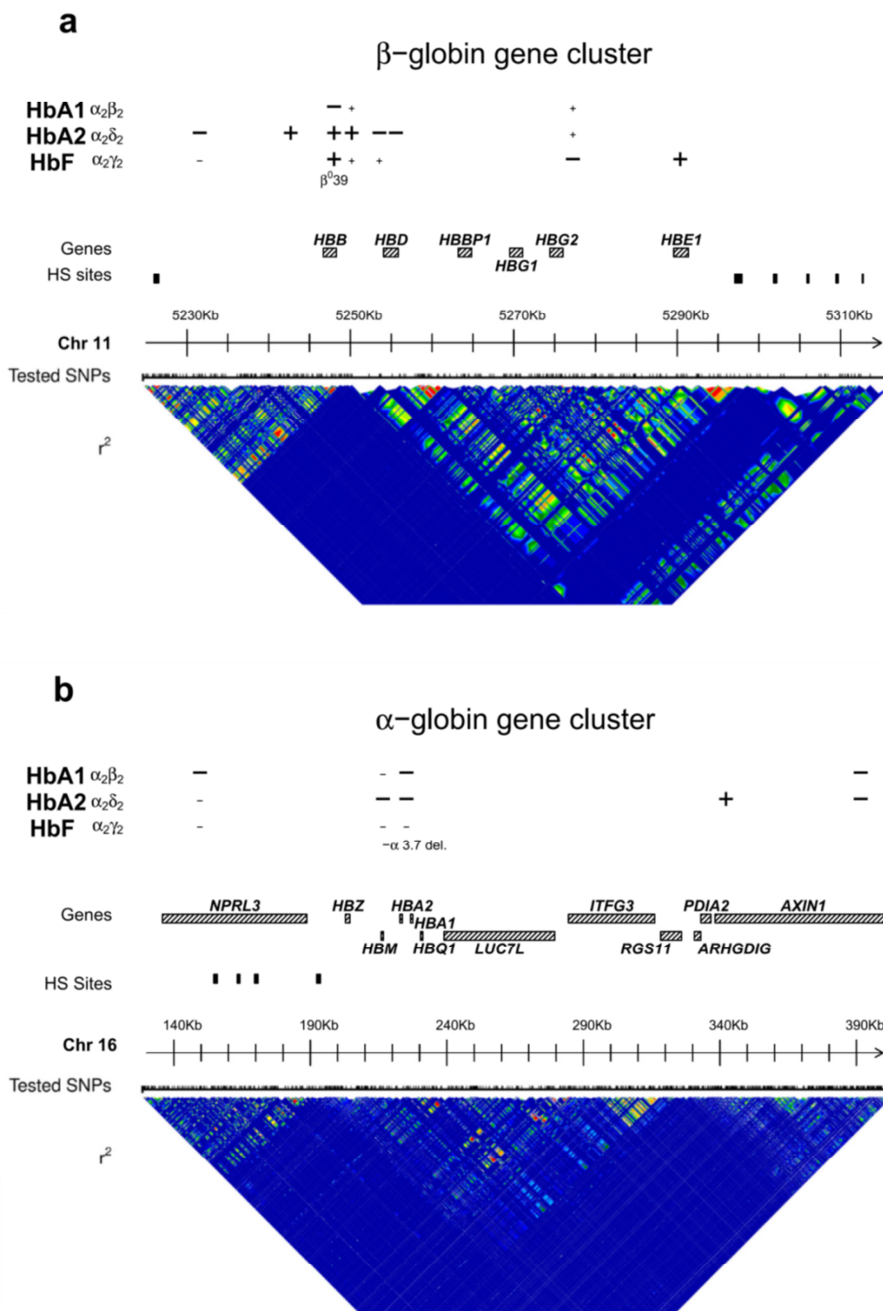 a
β−globin gene cluster
HbA1 α₂β₂ − + +
HbA2 α₂δ₂ − + + + − − +
HbF α₂γ₂ − + + + − +
β⁰39
Genes HBB HBD HBBP1 HBG2 HBE1
HBG1
HS sites
5230Kb 5250Kb 5270Kb 5290Kb 5310Kb
Chr 11
Tested SNPs
r²
b
α−globin gene cluster
HbA1 α₂β₂ − − − −
HbA2 α₂δ₂ − − − + −
HbF α₂γ₂ − − −
−α 3.7 del.
NPRL3 HBZ HBA2 ITFG3 PDIA2 AXIN1
Genes
HBA1
HBM HBQ1 LUC7L RGS11 ARHGDIG
HS Sites
140Kb 190Kb 240Kb 290Kb 340Kb 390Kb
Chr 16
Tested SNPs
r²